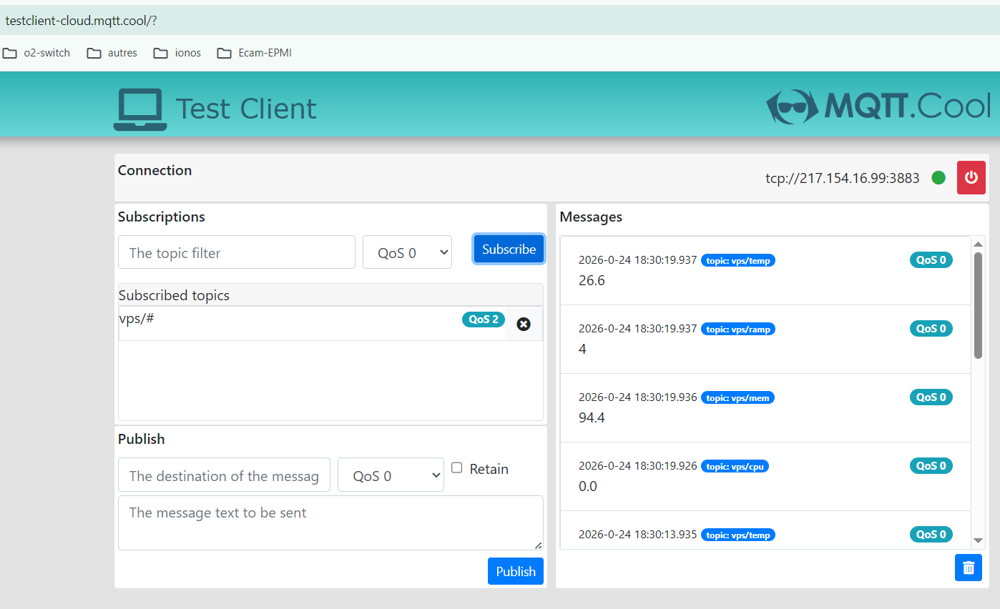 testclient-cloud.mqtt.cool/?
o2-switch autres ionos Ecam-EPMI
Test Client
MQTT.Cool
Connection
tcp://217.154.16.99:3883
Subscriptions
The topic filter QoS 0 Subscribe
Subscribed topics
vps/# QoS 2
Publish
The destination of the messag QoS 0 Retain
The message text to be sent
Publish
Messages
2026-0-24 18:30:19.937 topic: vps/temp QoS 0
26.6
2026-0-24 18:30:19.937 topic: vps/ramp QoS 0
4
2026-0-24 18:30:19.936 topic: vps/mem QoS 0
94.4
2026-0-24 18:30:19.926 topic: vps/cpu QoS 0
0.0
2026-0-24 18:30:13.935 topic: vps/temp QoS 0